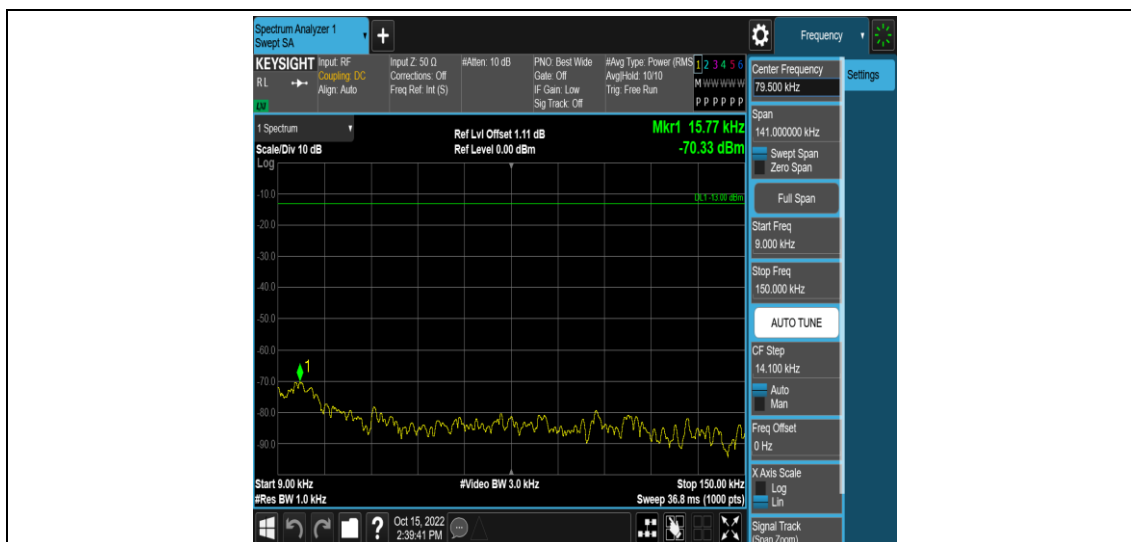 Spectrum Analyzer 1
Swept SA
+
Frequency
KEYSIGHT
RL
LXI
Input: RF
Coupling: DC
Align: Auto
Input Z: 50 Ω
Corrections: Off
Freq Ref: Int (S)
#Atten: 10 dB
PNO: Best Wide
Gate: Off
IF Gain: Low
Sig Track: Off
#Avg Type: Power (RMS
Avg|Hold: 10/10
Trig: Free Run
1 2 3 4 5 6
M W W W W W
P P P P P P
1 Spectrum
Scale/Div 10 dB
Log
Ref Lvl Offset 1.11 dB
Ref Level 0.00 dBm
Mkr1 15.77 kHz
-70.33 dBm
DL1 -13.00 dBm
-10.0
-20.0
-30.0
-40.0
-50.0
-60.0
-70.0
-80.0
-90.0
1
Start 9.00 kHz
#Res BW 1.0 kHz
#Video BW 3.0 kHz
Stop 150.00 kHz
Sweep 36.8 ms (1000 pts)
?
Oct 15, 2022
2:39:41 PM
Center Frequency
79.500 kHz
Settings
Span
141.000000 kHz
Swept Span
Zero Span
Full Span
Start Freq
9.000 kHz
Stop Freq
150.000 kHz
AUTO TUNE
CF Step
14.100 kHz
Auto
Man
Freq Offset
0 Hz
X Axis Scale
Log
Lin
Signal Track
(Span Zoom)